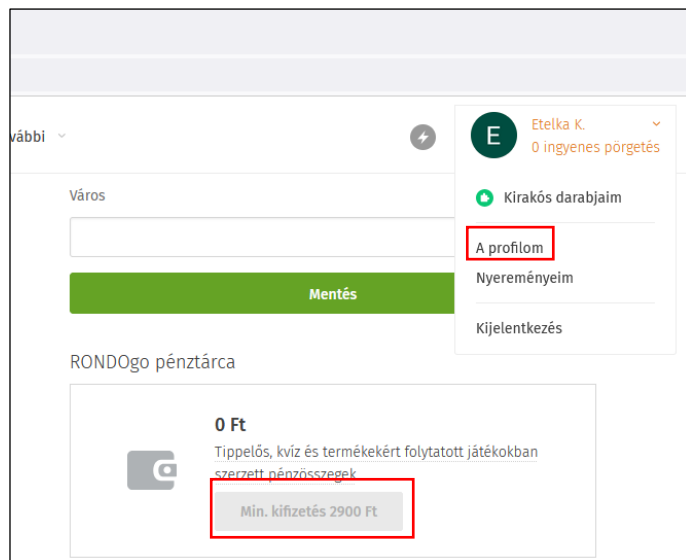 vábbi
E
Etelka K.
0 ingyenes pörgetés
Kirakós darabjaim
A profilom
Nyereményeim
Kijelentkezés
Város
Mentés
RONDOgo pénztárca
0 Ft
Tippelős, kvíz és termékekért folytatott játékokban
szerzett pénzösszegek
Min. kifizetés 2900 Ft